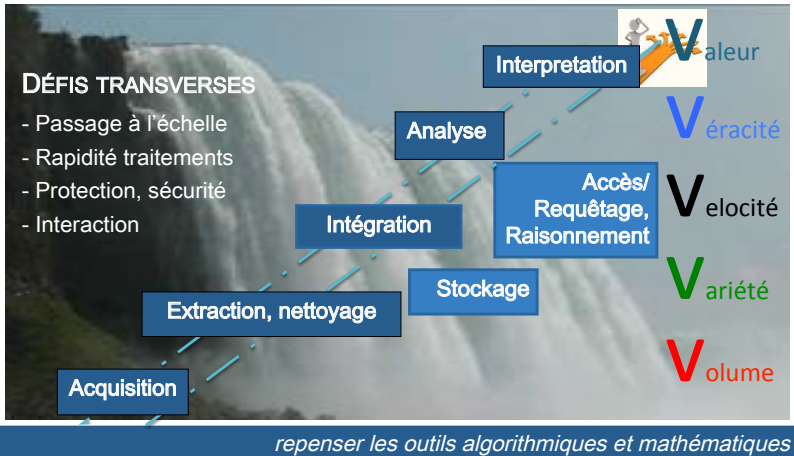 DÉFIS TRANSVERSES
- Passage à l'échelle
- Rapidité traitements
- Protection, sécurité
- Interaction
Interpretation
Analyse
Accès/
Requêtage,
Raisonnement
Intégration
Stockage
Extraction, nettoyage
Acquisition
Valeur
Véracité
Velocité
Variété
Volume
repenser les outils algorithmiques et mathématiques